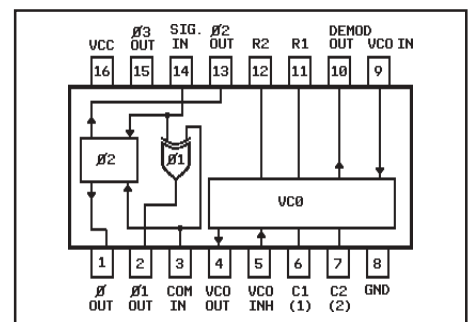 Ø3 SIG. Ø2 DEMOD
VCC OUT IN OUT R2 R1 OUT VCO IN
16 15 14 13 12 11 10 9
Ø2 Ø1
VCO
1 2 3 4 5 6 7 8
Ø Ø1 COM VCO VCO C1 C2 GND
OUT OUT IN OUT INH (1) (2)